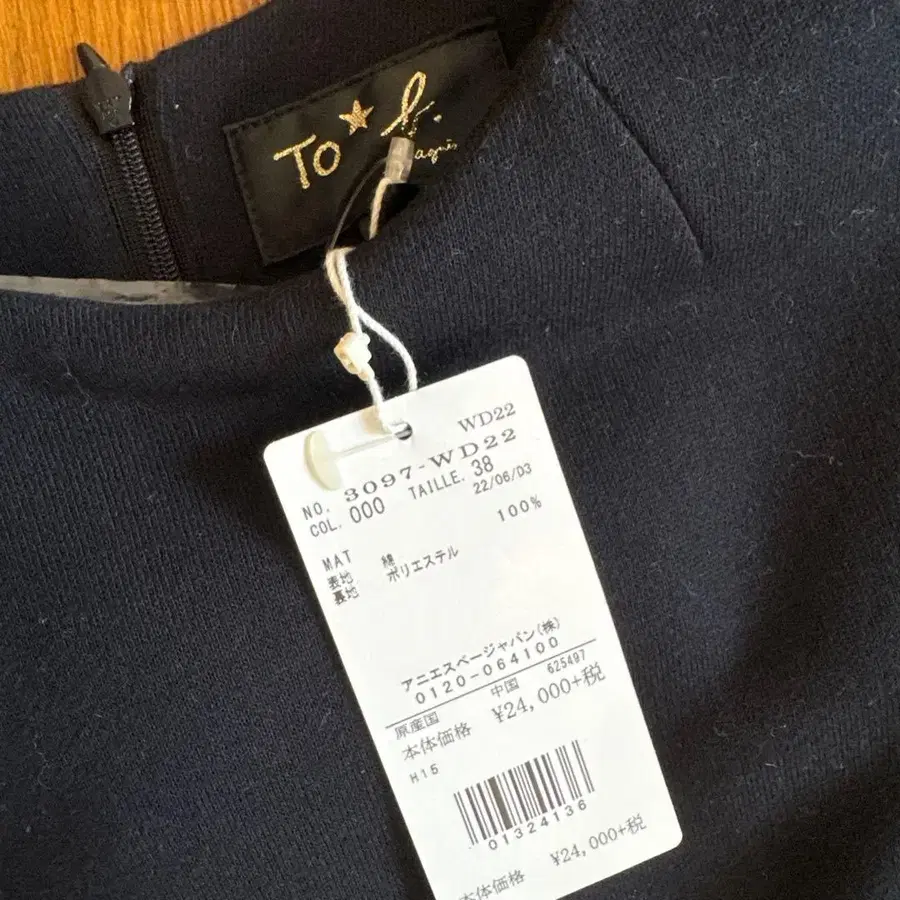 To★b.
agnès
WD22
NO. 3097-WD22
COL. 000 TAILLE. 38
22/06/03
MAT
表地 綿 100%
裏地 ポリエステル
アニエスベージャパン(株)
0120-064100
625497
原産国 中国
本体価格 ¥24,000+税
H15
01324136
本体価格 ¥24,000+税